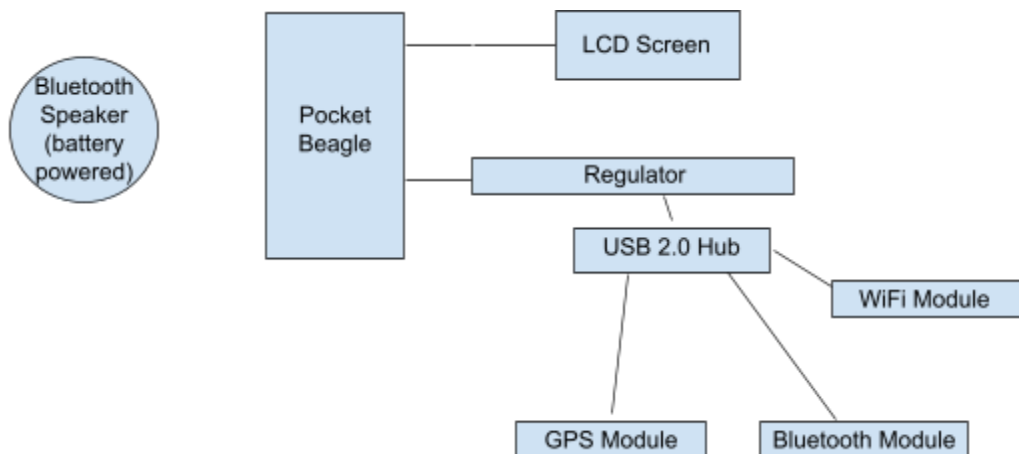 Bluetooth
Speaker
(battery
powered)
Pocket
Beagle
LCD Screen
Regulator
USB 2.0 Hub
WiFi Module
GPS Module
Bluetooth Module